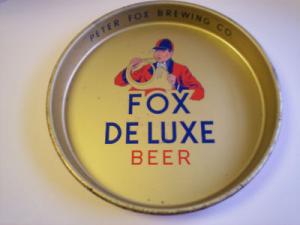 PETER FOX BREWING CO
FOX
DE LUXE
BEER